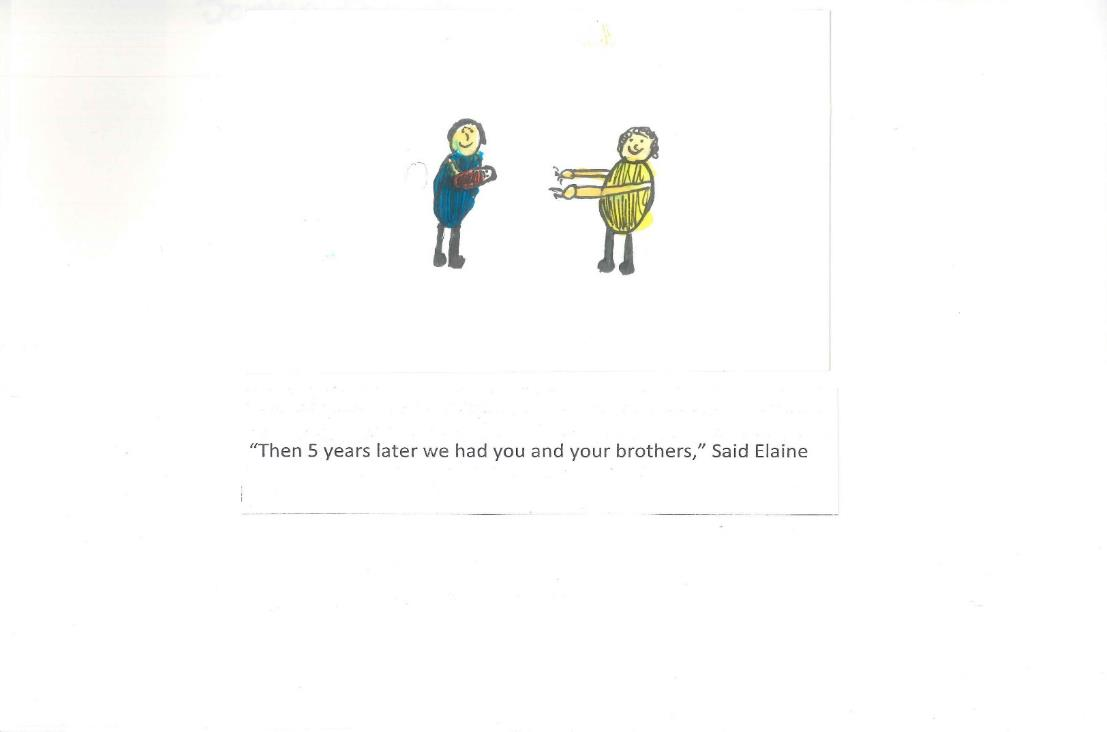 “Then 5 years later we had you and your brothers,” Said Elaine